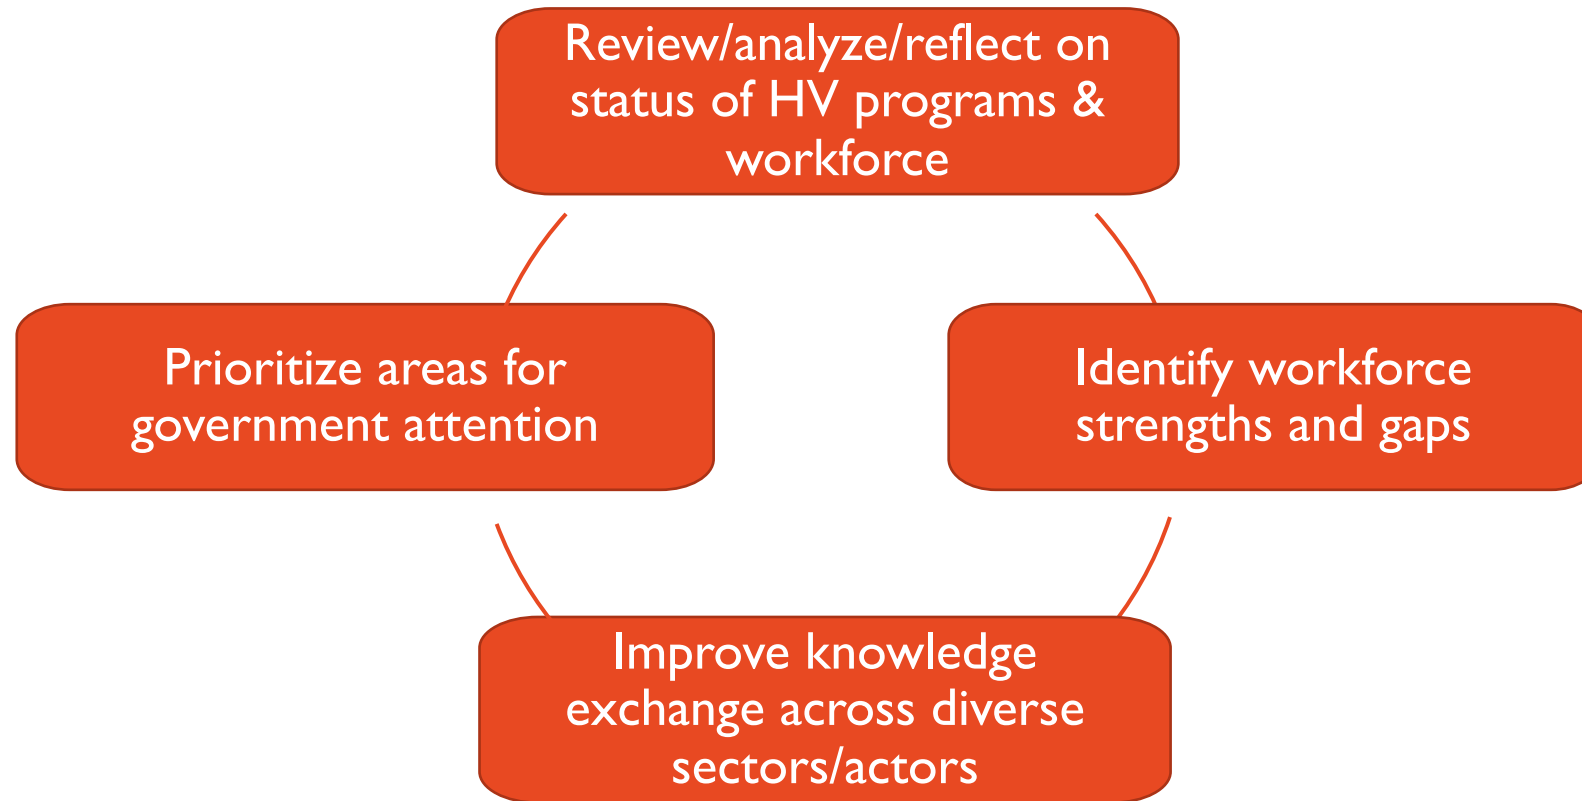 Review/analyze/reflect on
status of HV programs &
workforce
Prioritize areas for
government attention
Identify workforce
strengths and gaps
Improve knowledge
exchange across diverse
sectors/actors